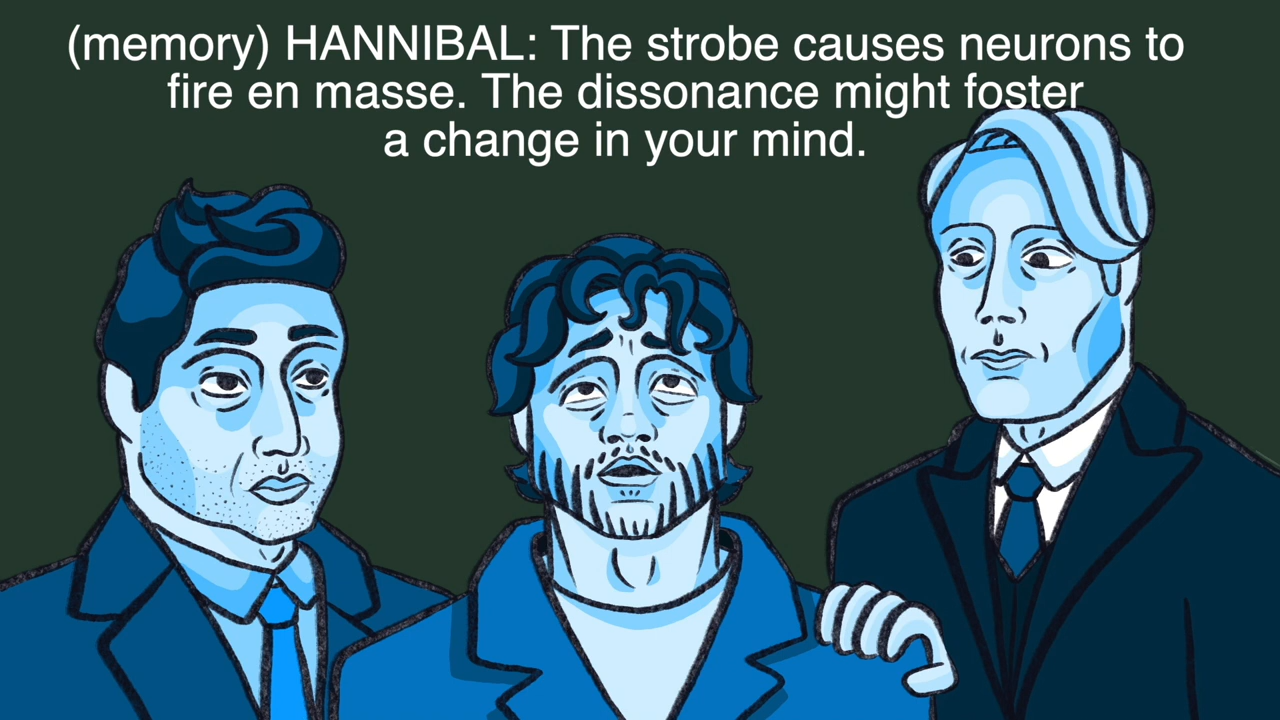 (memory) HANNIBAL: The strobe causes neurons to
fire en masse. The dissonance might foster
a change in your mind.